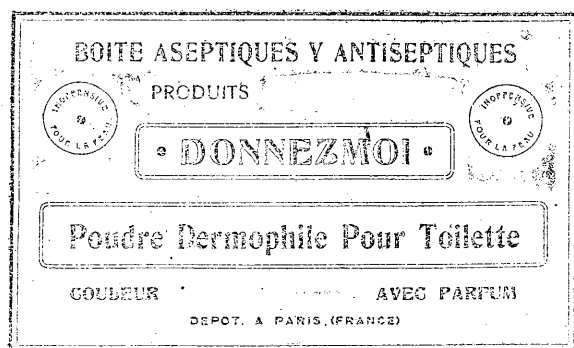 BOITE ASEPTIQUES Y ANTISEPTIQUES
PRODUITS
INOFFENSIVE POUR LA PEAU
INOFFENSIVE POUR LA PEAU
DONNEZMOI
Poudre Dermophile Pour Toilette
COULEUR AVEC PARFUM
DEPOT. A PARIS, (FRANCE)